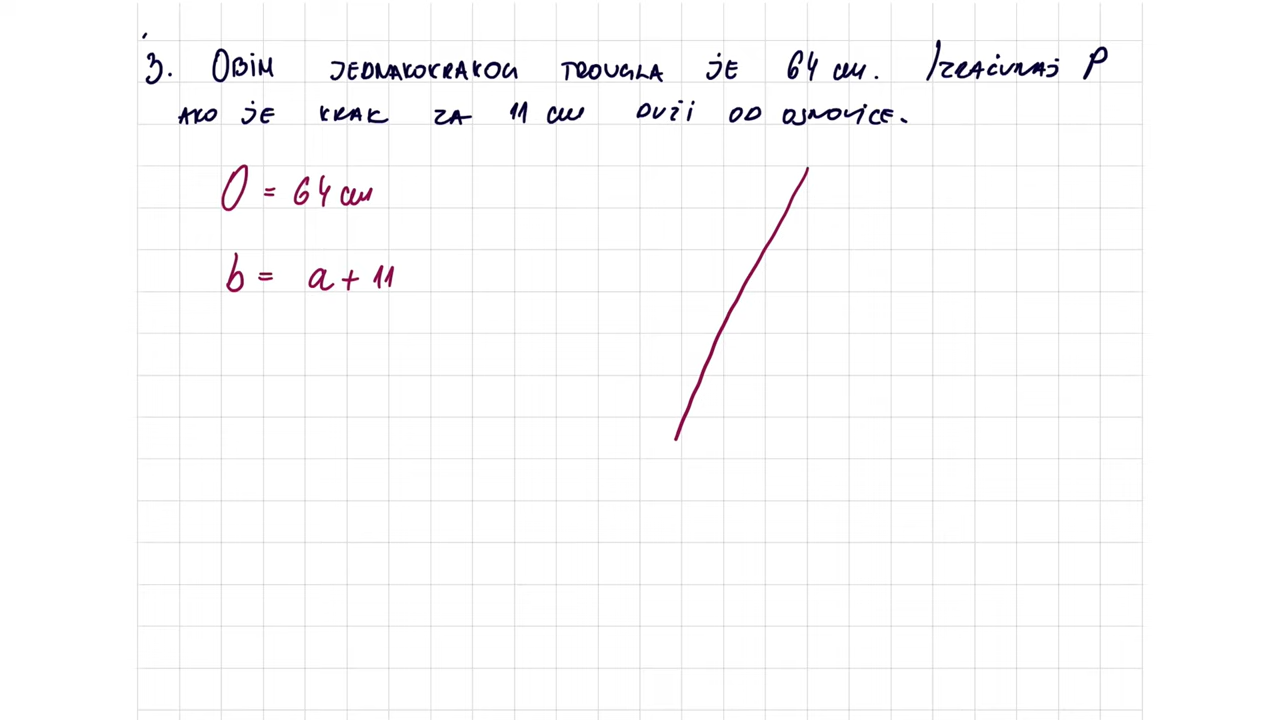 3. OBIM JEDNAKOKRAKOG TROUGLA JE 64 cm. IZRAČUNAJ P
AKO JE KRAK ZA 11 cm DUŽI OD OSNOVICE.
O = 64 cm
b = a + 11